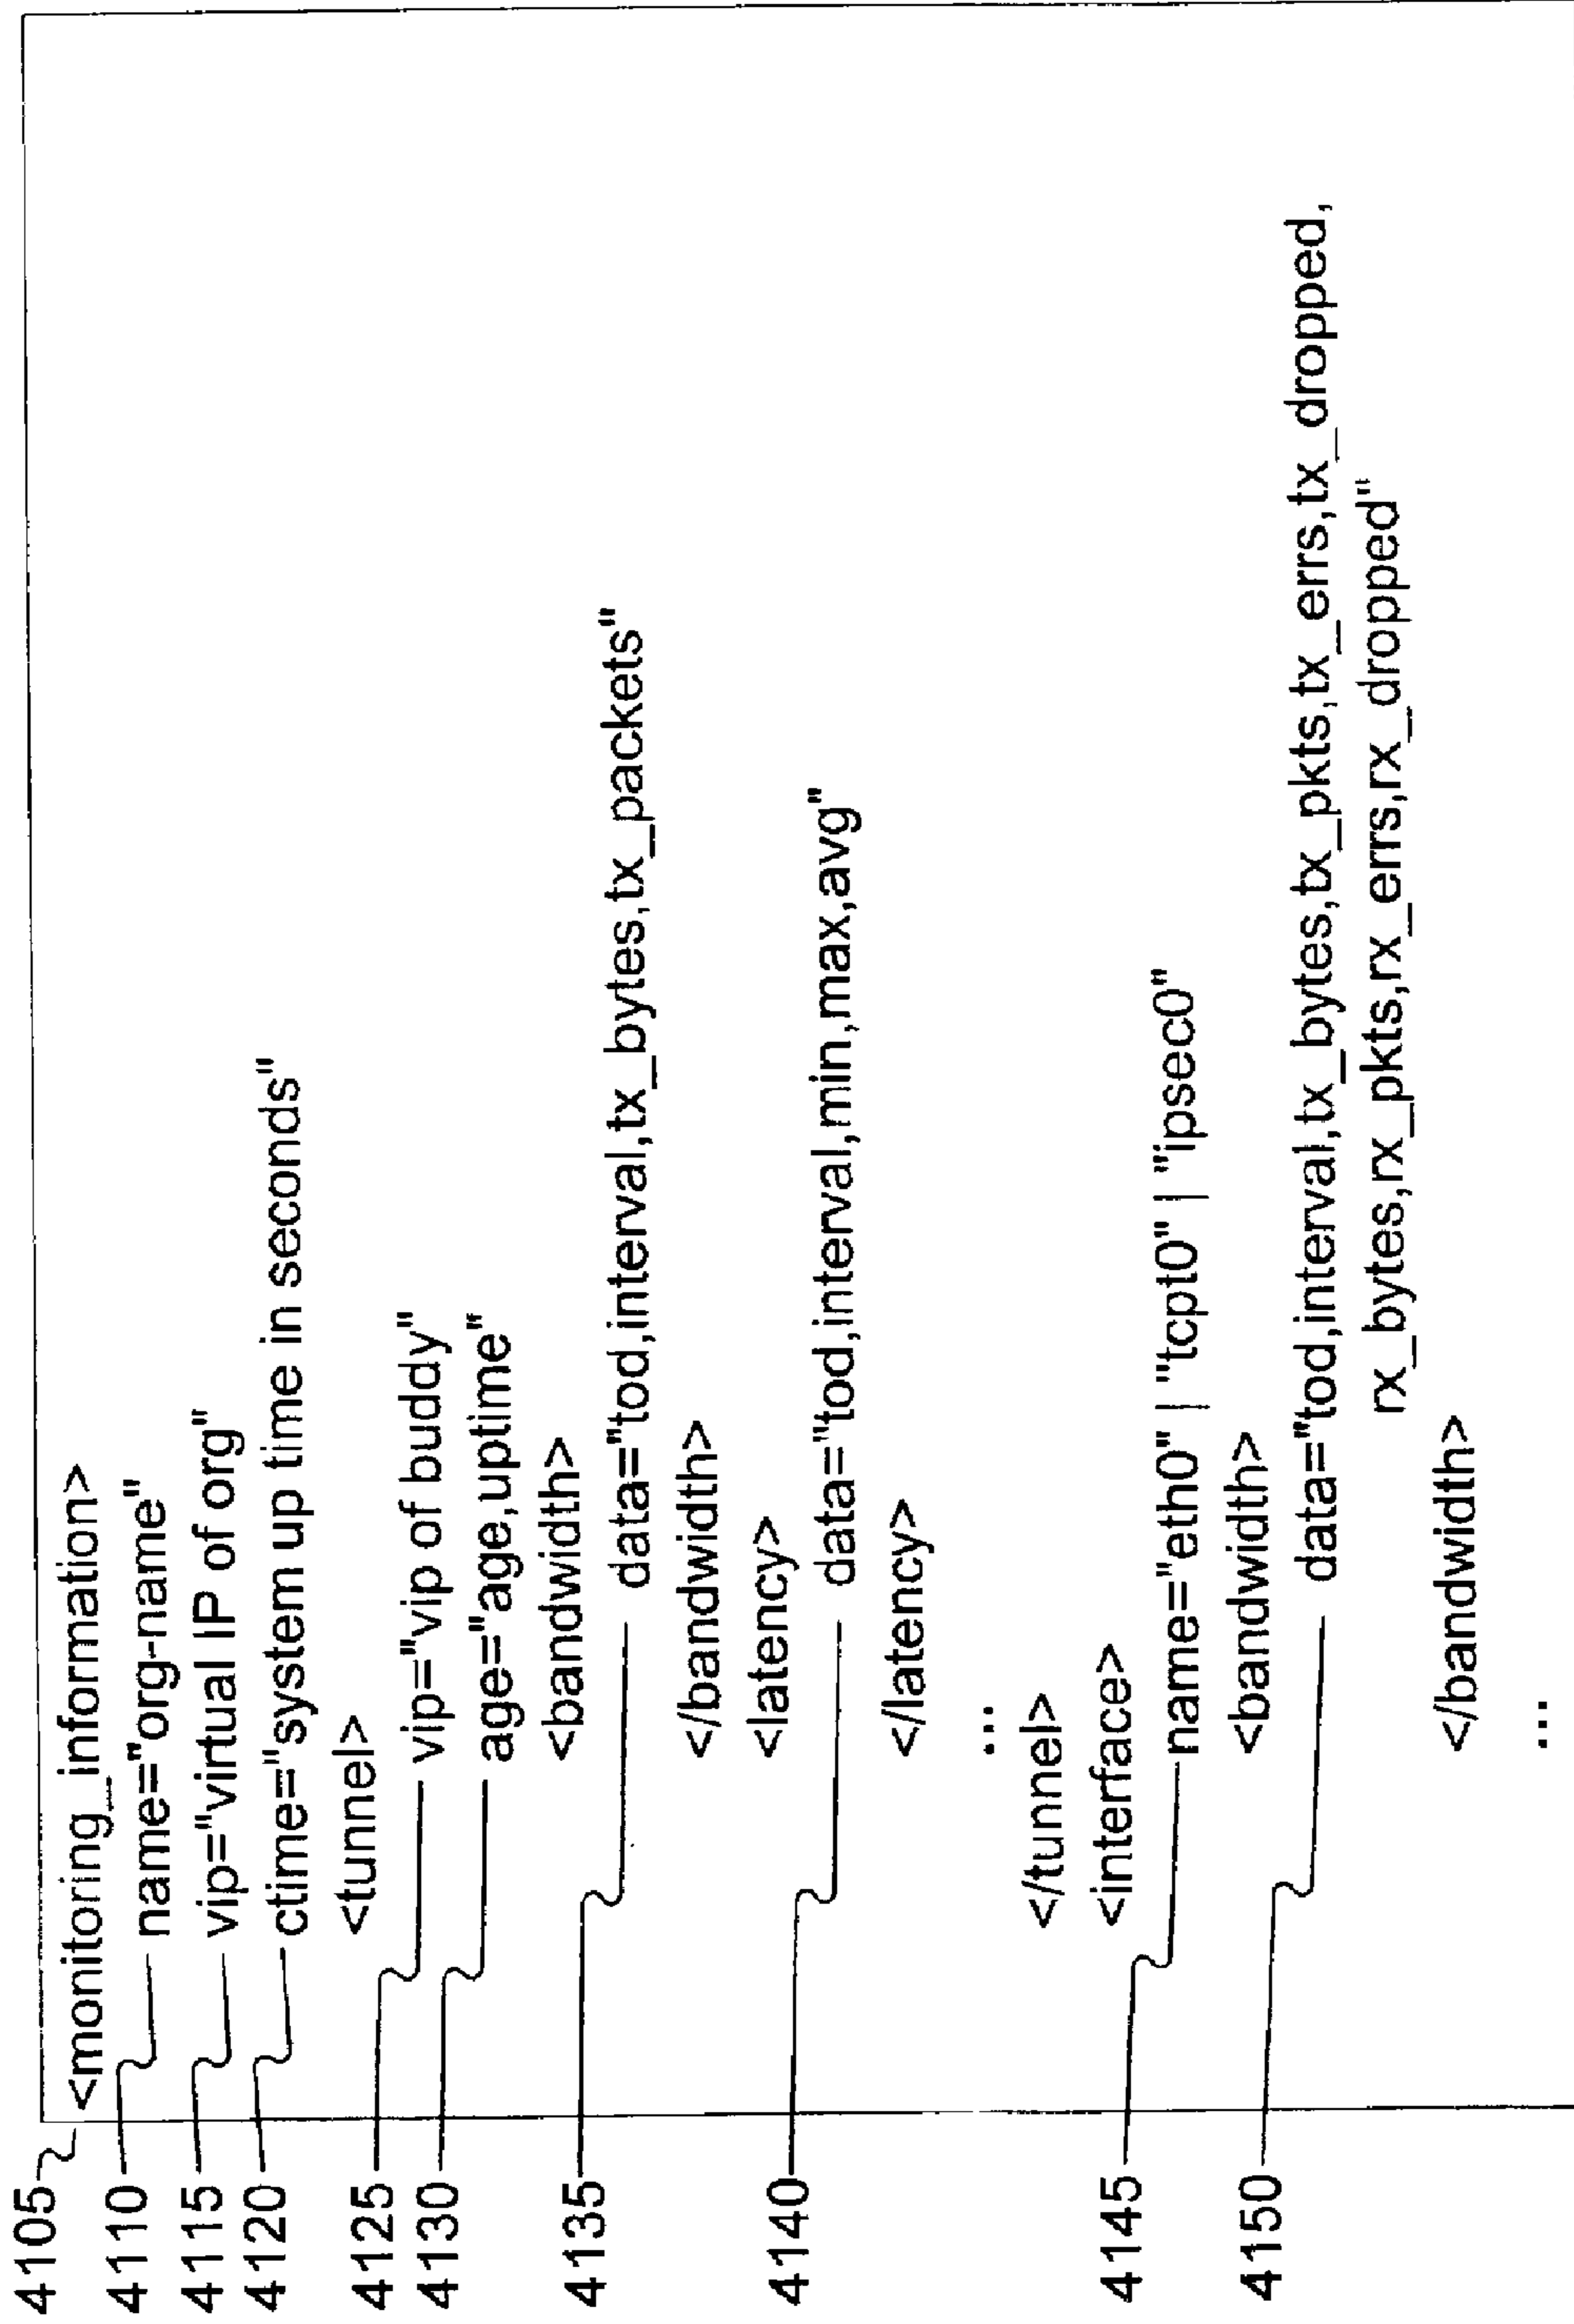 4105
<monitoring_information>
4110 name="org-name"
4115 vip="virtual IP of org"
4120 ctime="system up time in seconds"
<tunnel>
4125 vip="vip of buddy"
4130 age="age,uptime"
<bandwidth>
4135 data="tod,interval,tx_bytes,tx_packets"
</bandwidth>
<latency>
4140 data="tod,interval,min,max,avg"
</latency>
...
</tunnel>
<interface>
4145 name="eth0" | "tcpt0" | "ipsec0"
<bandwidth>
4150 data="tod,interval,tx_bytes,tx_pkts,tx_errs,tx_dropped,
rx_bytes,rx_pkts,rx_errs,rx_dropped"
</bandwidth>
...